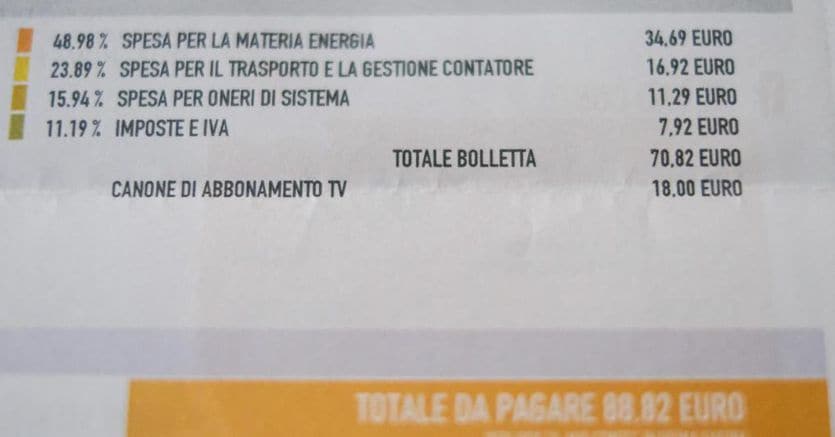 48.98 % SPESA PER LA MATERIA ENERGIA 34,69 EURO
23.89 % SPESA PER IL TRASPORTO E LA GESTIONE CONTATORE 16,92 EURO
15.94 % SPESA PER ONERI DI SISTEMA 11,29 EURO
11.19 % IMPOSTE E IVA 7,92 EURO
TOTALE BOLLETTA 70,82 EURO
CANONE DI ABBONAMENTO TV 18,00 EURO
TOTALE DA PAGARE 88,82 EURO